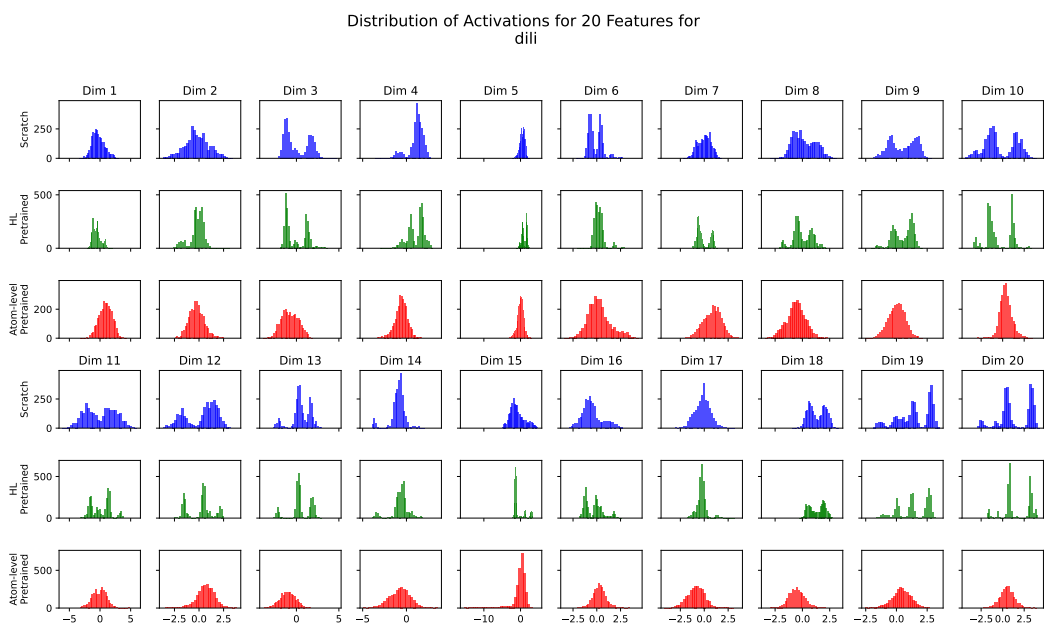 Distribution of Activations for 20 Features for
dili
Dim 1 Dim 2 Dim 3 Dim 4 Dim 5 Dim 6 Dim 7 Dim 8 Dim 9 Dim 10
Scratch
250
0
HL
Pretrained
500
0
Atom-level
Pretrained
200
0
Dim 11 Dim 12 Dim 13 Dim 14 Dim 15 Dim 16 Dim 17 Dim 18 Dim 19 Dim 20
Scratch
250
0
HL
Pretrained
500
0
Atom-level
Pretrained
500
0
−5 0 5 −2.5 0.0 2.5 0 5 −5 0 −10 0 0.0 2.5 −2.5 0.0 2.5 −2.5 0.0 2.5 0.0 2.5 −2.5 0.0 2.5